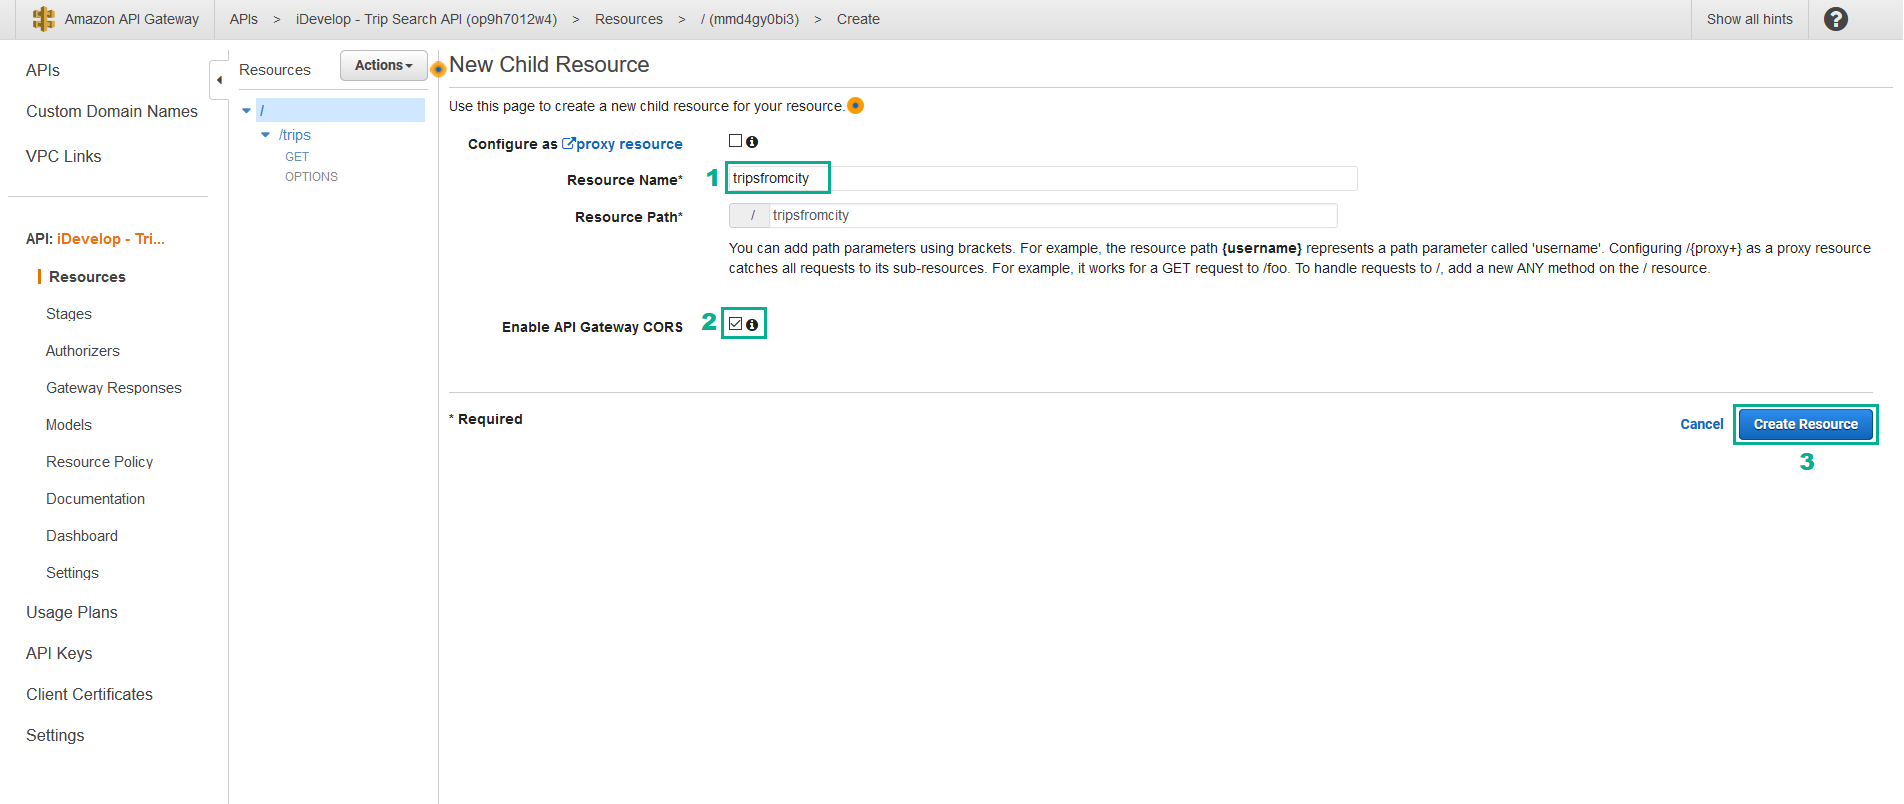 Amazon API Gateway APIs > iDevelop - Trip Search API (op9h7012w4) > Resources > / (mmd4gy0bi3) > Create Show all hints ?
APIs
Custom Domain Names
VPC Links
API: iDevelop - Tri...
Resources
Stages
Authorizers
Gateway Responses
Models
Resource Policy
Documentation
Dashboard
Settings
Usage Plans
API Keys
Client Certificates
Settings
Resources Actions
/
/trips
GET
OPTIONS
New Child Resource
Use this page to create a new child resource for your resource.
Configure as proxy resource
1
Resource Name* tripsfromcity
Resource Path* / tripsfromcity
You can add path parameters using brackets. For example, the resource path {username} represents a path parameter called 'username'. Configuring /{proxy+} as a proxy resource
catches all requests to its sub-resources. For example, it works for a GET request to /foo. To handle requests to /, add a new ANY method on the / resource.
Enable API Gateway CORS 2
* Required
Cancel Create Resource
3